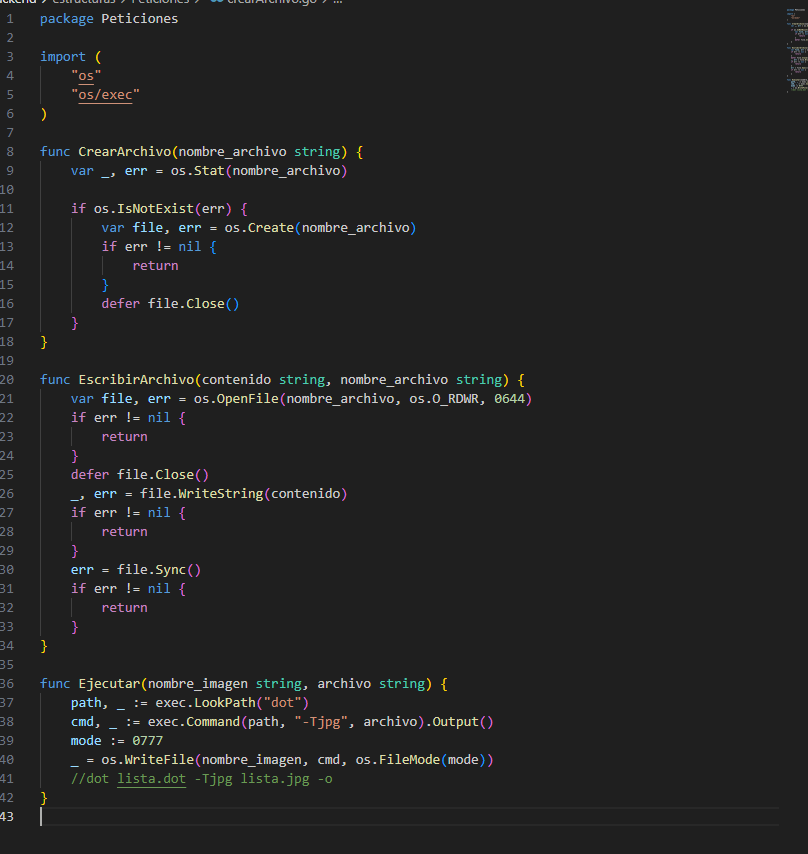 backend > estructuras > Peticiones > crearArchivo.go > ...
1 package Peticiones
2
3 import (
4     "os"
5     "os/exec"
6 )
7
8 func CrearArchivo(nombre_archivo string) {
9     var _, err = os.Stat(nombre_archivo)
10
11     if os.IsNotExist(err) {
12         var file, err = os.Create(nombre_archivo)
13         if err != nil {
14             return
15         }
16         defer file.Close()
17     }
18 }
19
20 func EscribirArchivo(contenido string, nombre_archivo string) {
21     var file, err = os.OpenFile(nombre_archivo, os.O_RDWR, 0644)
22     if err != nil {
23         return
24     }
25     defer file.Close()
26     _, err = file.WriteString(contenido)
27     if err != nil {
28         return
29     }
30     err = file.Sync()
31     if err != nil {
32         return
33     }
34 }
35
36 func Ejecutar(nombre_imagen string, archivo string) {
37     path, _ := exec.LookPath("dot")
38     cmd, _ := exec.Command(path, "-Tjpg", archivo).Output()
39     mode := 0777
40     _ = os.WriteFile(nombre_imagen, cmd, os.FileMode(mode))
41     //dot lista.dot -Tjpg lista.jpg -o
42 }
43